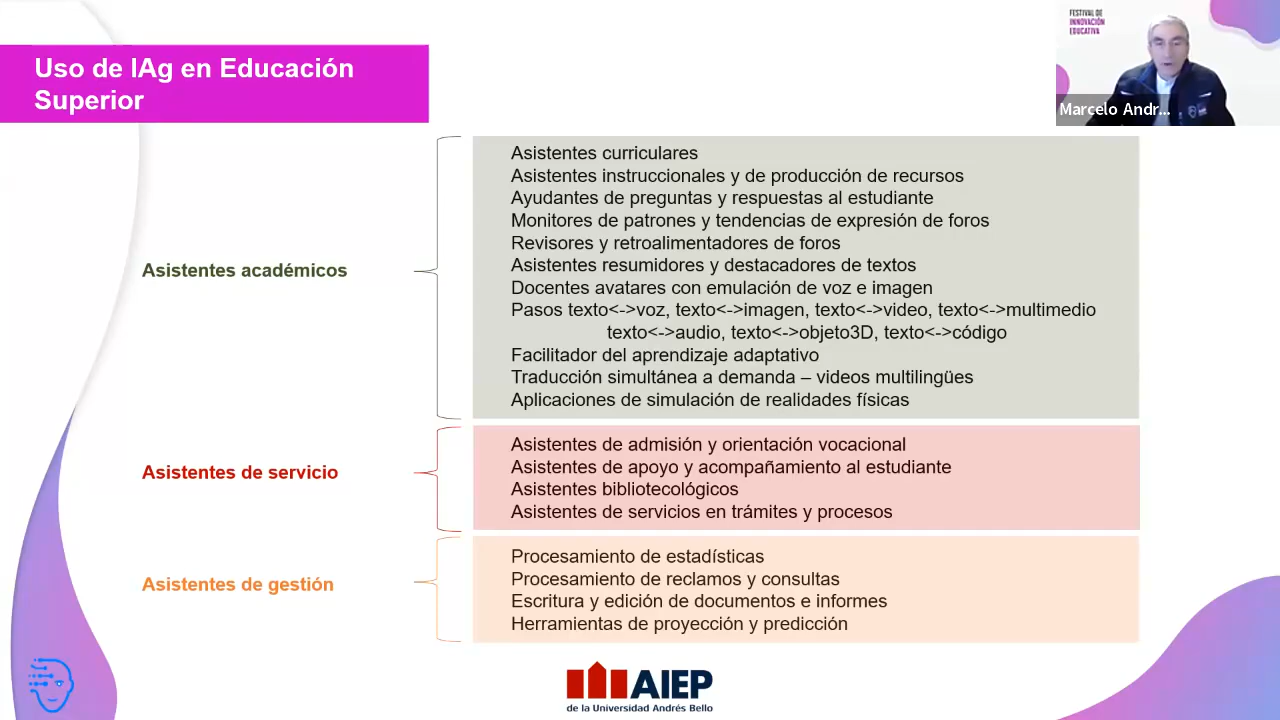 Uso de IAg en Educación
Superior
FESTIVAL DE
INNOVACIÓN
EDUCATIVA
Marcelo Andr...
Asistentes académicos
Asistentes curriculares
Asistentes instruccionales y de producción de recursos
Ayudantes de preguntas y respuestas al estudiante
Monitores de patrones y tendencias de expresión de foros
Revisores y retroalimentadores de foros
Asistentes resumidores y destacadores de textos
Docentes avatares con emulación de voz e imagen
Pasos texto<->voz, texto<->imagen, texto<->video, texto<->multimedio
texto<->audio, texto<->objeto3D, texto<->código
Facilitador del aprendizaje adaptativo
Traducción simultánea a demanda – videos multilingües
Aplicaciones de simulación de realidades físicas
Asistentes de servicio
Asistentes de admisión y orientación vocacional
Asistentes de apoyo y acompañamiento al estudiante
Asistentes bibliotecológicos
Asistentes de servicios en trámites y procesos
Asistentes de gestión
Procesamiento de estadísticas
Procesamiento de reclamos y consultas
Escritura y edición de documentos e informes
Herramientas de proyección y predicción
AIEP
de la Universidad Andrés Bello